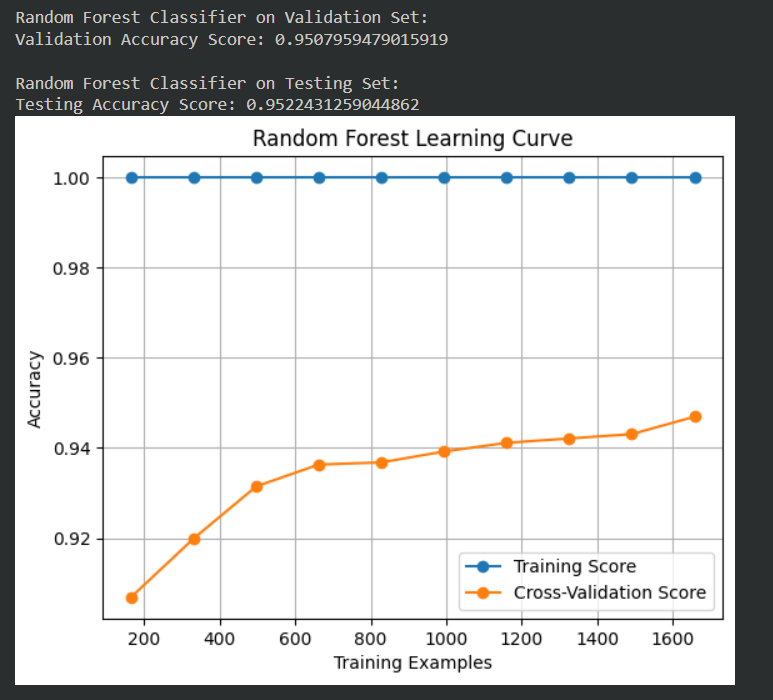 Random Forest Classifier on Validation Set:
Validation Accuracy Score: 0.9507959479015919
Random Forest Classifier on Testing Set:
Testing Accuracy Score: 0.9522431259044862
Random Forest Learning Curve
1.00
0.98
0.96
0.94
0.92
Accuracy
Training Score
Cross-Validation Score
200 400 600 800 1000 1200 1400 1600
Training Examples